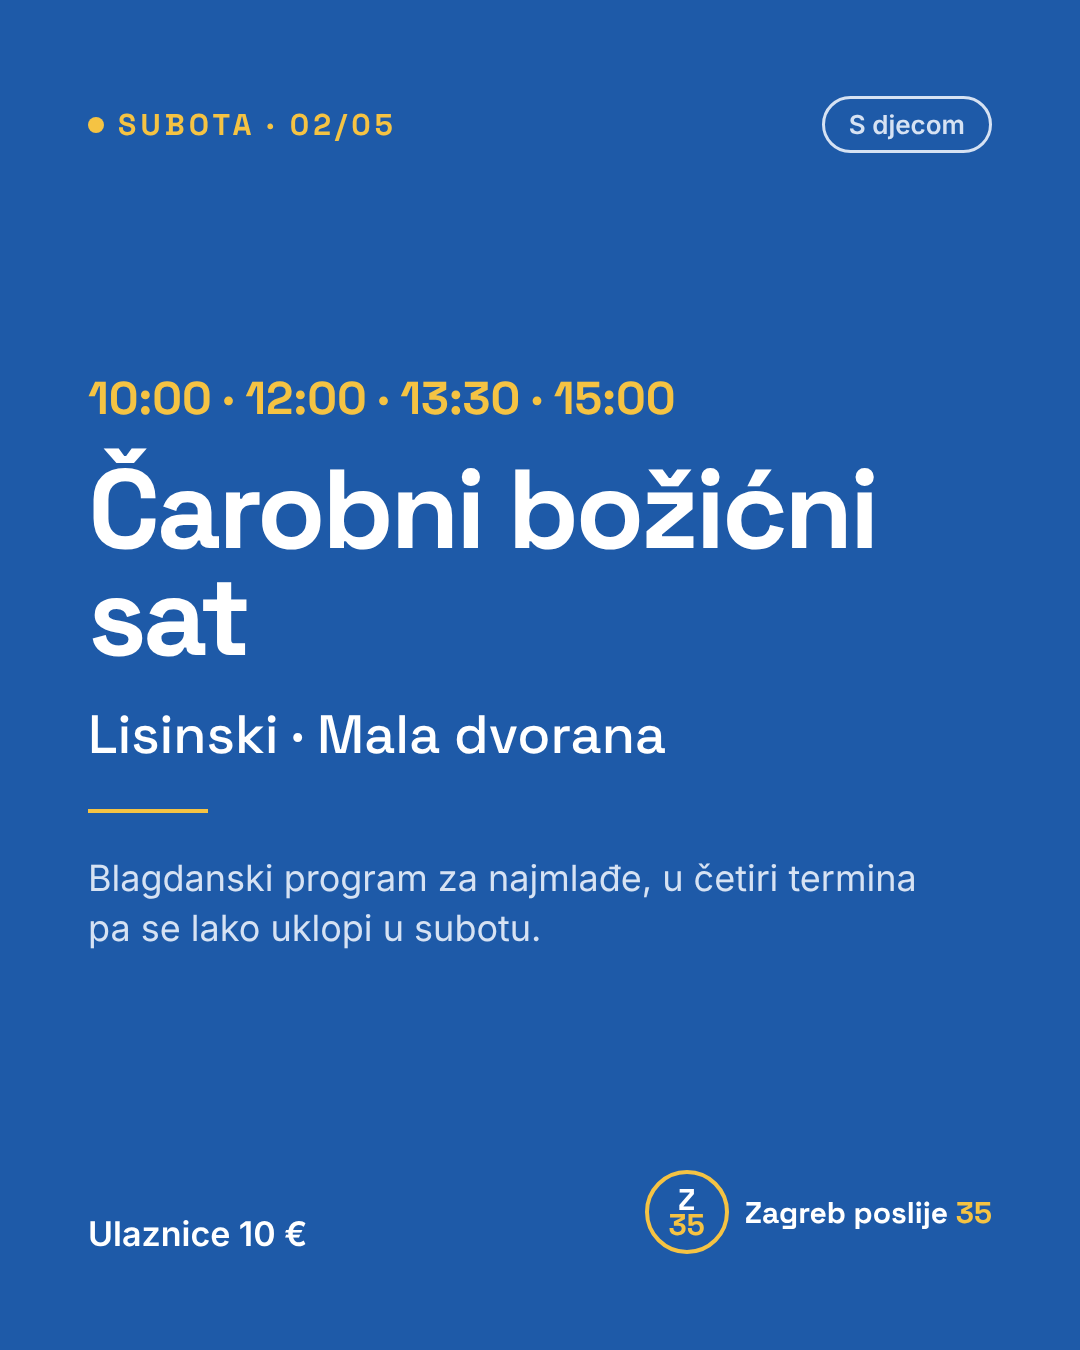 SUBOTA · 02/05
S djecom
10:00 · 12:00 · 13:30 · 15:00
Čarobni božićni
sat
Lisinski · Mala dvorana
Blagdanski program za najmlađe, u četiri termina
pa se lako uklopi u subotu.
Ulaznice 10 €
Z
35
Zagreb poslije 35